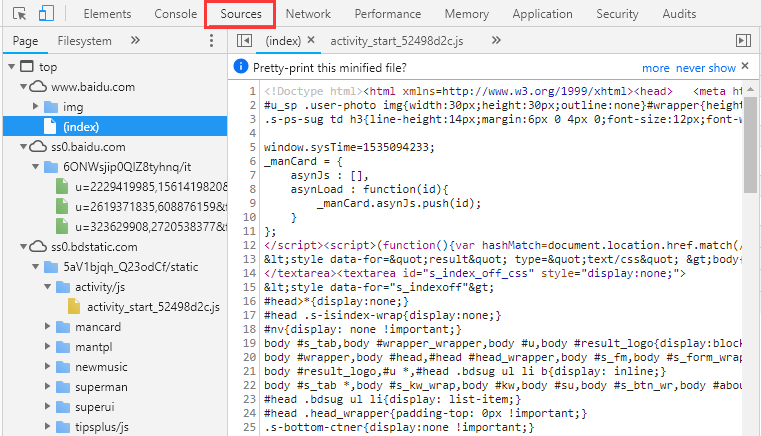 Elements Console Sources Network Performance Memory Application Security Audits
Page Filesystem » (index) × activity_start_52498d2c.js »
top
www.baidu.com
img
(index)
ss0.baidu.com
6ONWsjip0QIZ8tyhnq/it
u=2229419985,1561419820&
u=2619371835,608876159&f
u=323629908,2720538377&f
ss0.bdstatic.com
5aV1bjqh_Q23odCf/static
activity/js
activity_start_52498d2c.js
mancard
mantpl
newmusic
superman
superui
tipsplus/js
Pretty-print this minified file? more never show ×
1 <!Doctype html><html xmlns=http://www.w3.org/1999/xhtml><head> <meta ht
2 #u_sp .user-photo img{width:30px;height:30px;outline:none}#wrapper{heigh
3 .s-ps-sug td h3{line-height:14px;margin:6px 0 4px 0;font-size:12px;font-w
4
5 window.sysTime=1535094233;
6 _manCard = {
7 asynJs : [],
8 asynLoad : function(id){
9 _manCard.asynJs.push(id);
10 }
11 };
12 </script><script>(function(){var hashMatch=document.location.href.match(/
13 &lt;style data-for=&quot;result&quot; type=&quot;text/css&quot; &gt;body{
14 </textarea><textarea id="s_index_off_css" style="display:none;">
15 &lt;style data-for="s_indexoff"&gt;
16 #head>*{display:none;}
17 #head .s-isindex-wrap{display:none;}
18 #nv{display: none !important;}
19 body #s_tab,body #wrapper_wrapper,body #u,body #result_logo{display:block
20 body #wrapper,body #head,#head #head_wrapper,body #s_fm,body #s_form_wrap
21 body #result_logo,#u *,#head .bdsug ul li b{display: inline;}
22 body #s_tab *,body #s_kw_wrap,body #kw,body #su,body #s_btn_wr,body #abou
23 #head .bdsug ul li{display: list-item;}
24 #head .head_wrapper{padding-top: 0px !important;}
25 .s-bottom-ctner{display:none !important;}